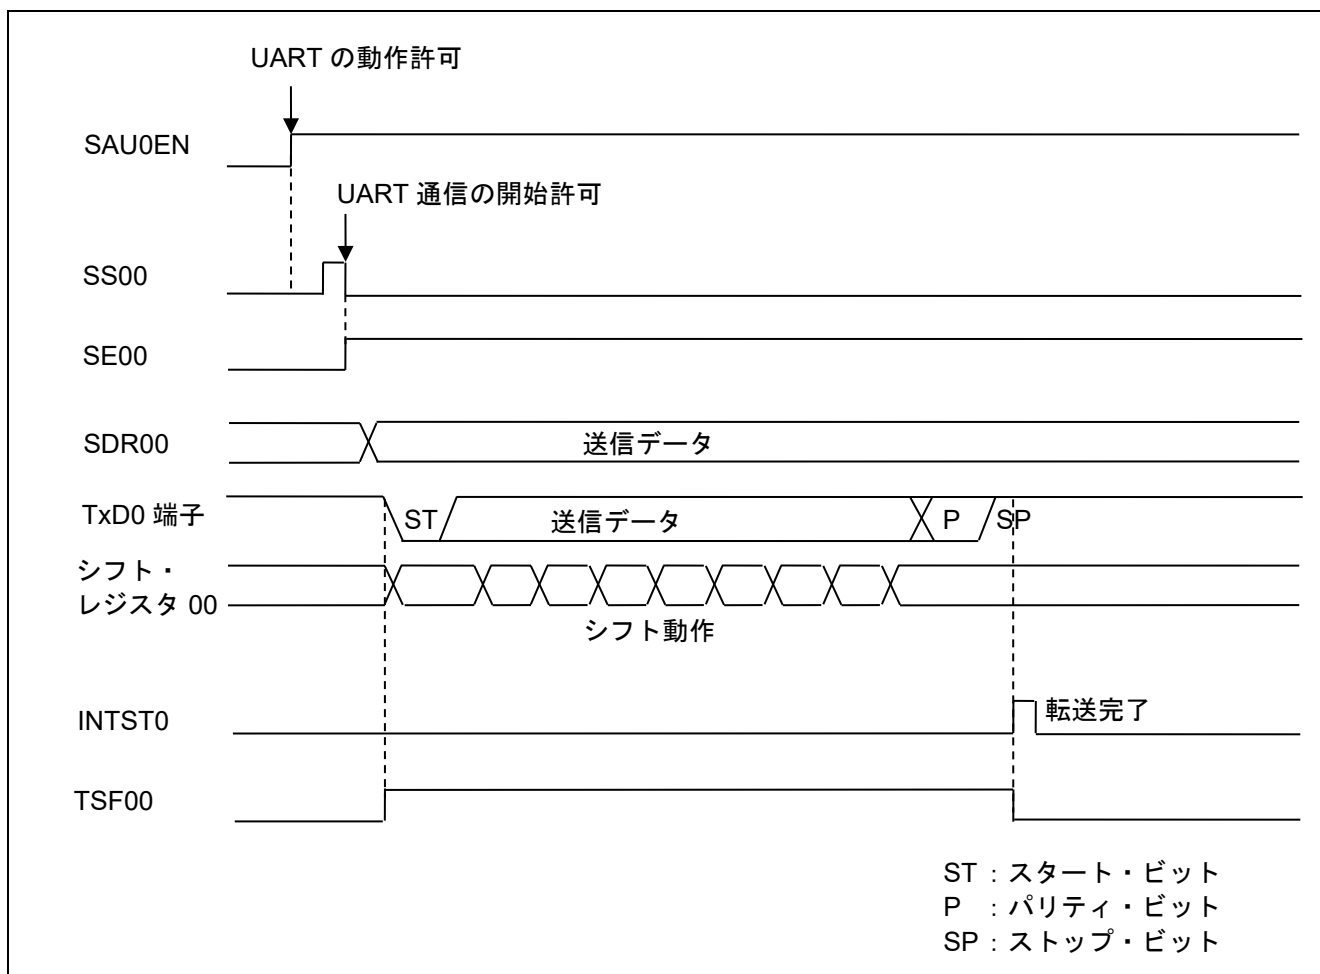 UART の動作許可
SAU0EN
UART 通信の開始許可
SS00
SE00
SDR00
送信データ
TxD0 端子
ST
送信データ
P
SP
シフト・
レジスタ 00
シフト動作
INTST0
転送完了
TSF00
ST : スタート・ビット
P : パリティ・ビット
SP : ストップ・ビット